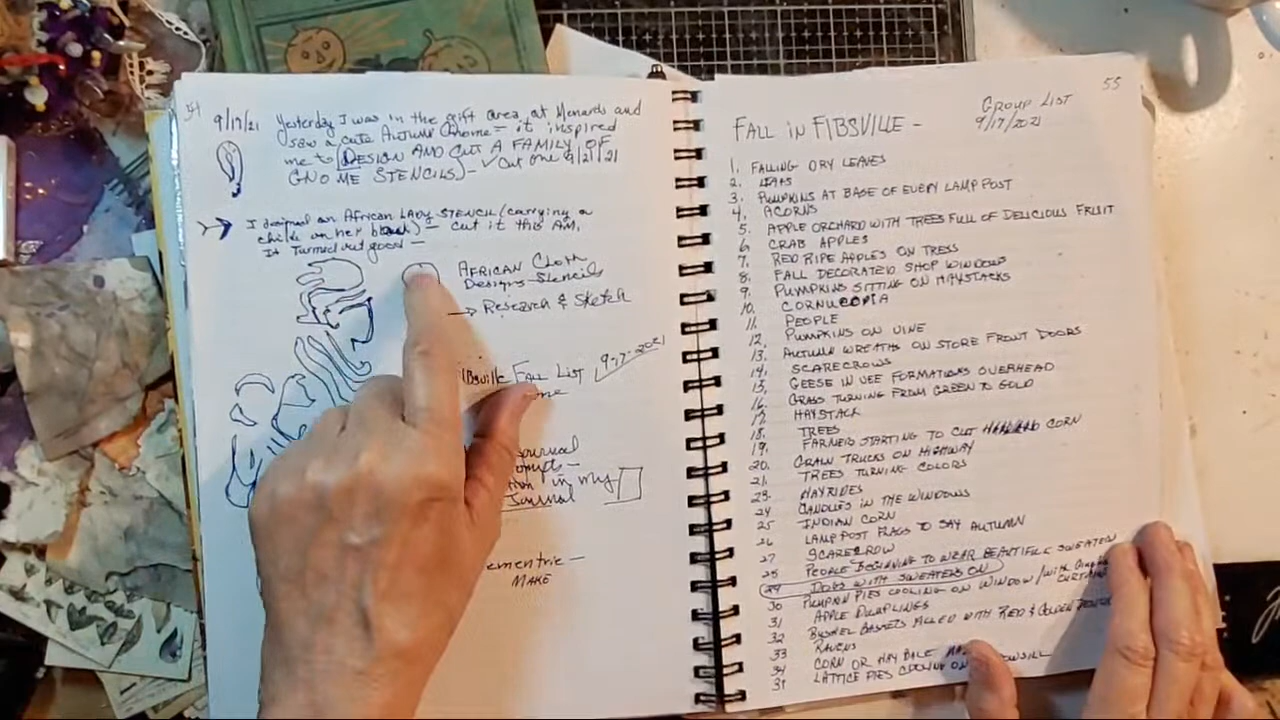 54
9/17/21 Yesterday I was in the gift area at Menards and
saw a cute Autumn Gnome - it inspired
me to DESIGN AND CUT A FAMILY OF
GNOME STENCILS) - ✓ Cut one 9/21/21
I designed an African LADY STENCIL (carrying a
child on her back) - cut it this AM.
It Turned out good -
AFRICAN CLOTH
Designs - Stencils
→ Research & Sketch
Fall List 9-17-2021
Journal
in my
Journal
MAKE
55
GROUP LIST
9/17/2021
FALL in FIBSVILLE -
1. FALLING DRY LEAVES
2.
3. PUMPKINS AT BASE OF EVERY LAMP POST
4. ACORNS
5. APPLE ORCHARD WITH TREES FULL OF DELICIOUS FRUIT
6. CRAB APPLES
7. RED RIPE APPLES ON TREES
8. FALL DECORATED SHOP WINDOWS
9. PUMPKINS SITTING ON HAYSTACKS
10. CORNUCOPIA
11. PEOPLE
12. PUMPKINS ON VINE
13. AUTUMN WREATHS ON STORE FRONT DOORS
14. SCARECROWS
15. GEESE IN VEE FORMATIONS OVERHEAD
16. GRASS TURNING FROM GREEN TO GOLD
17. HAYSTACK
18. TREES
19. FARMERS STARTING TO CUT CORN
20. GRAIN TRUCKS ON HIGHWAY
21. TREES TURNING COLORS
23. HAYRIDES
24 CANDLES IN THE WINDOWS
25 INDIAN CORN
26 LAMP POST FLAGS TO SAY AUTUMN
27 SCARECROW
28 PEOPLE BEGINNING TO WEAR BEAUTIFUL SWEATERS
29 DOGS WITH SWEATERS ON
30 PUMPKIN PIES COOLING ON WINDOW/WITH
31 APPLE DUMPLINGS
32 BUSHEL BASKETS FILLED WITH RED & GOLDEN
33 RAVENS
34 CORN OR HAY BALE
LATTICE PIES COOLING ON